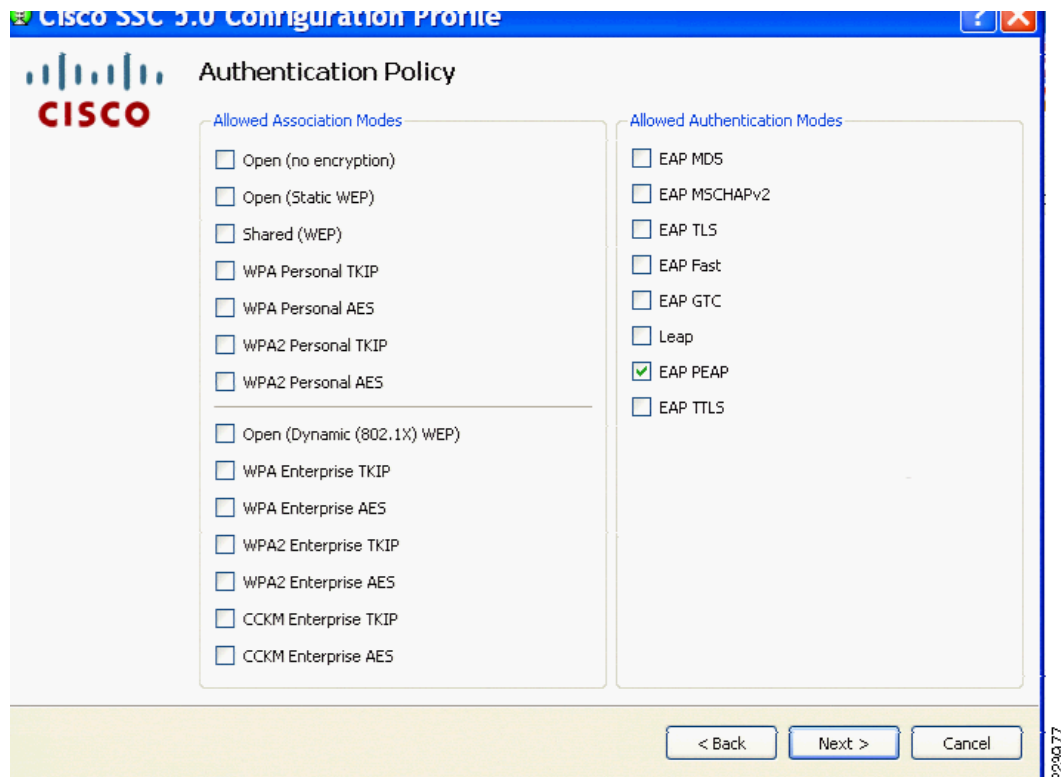 Cisco SSC 5.0 Configuration Profile
CISCO
Authentication Policy
Allowed Association Modes
Open (no encryption)
Open (Static WEP)
Shared (WEP)
WPA Personal TKIP
WPA Personal AES
WPA2 Personal TKIP
WPA2 Personal AES
Open (Dynamic (802.1X) WEP)
WPA Enterprise TKIP
WPA Enterprise AES
WPA2 Enterprise TKIP
WPA2 Enterprise AES
CCKM Enterprise TKIP
CCKM Enterprise AES
Allowed Authentication Modes
EAP MD5
EAP MSCHAPv2
EAP TLS
EAP Fast
EAP GTC
Leap
EAP PEAP
EAP TTLS
< Back
Next >
Cancel